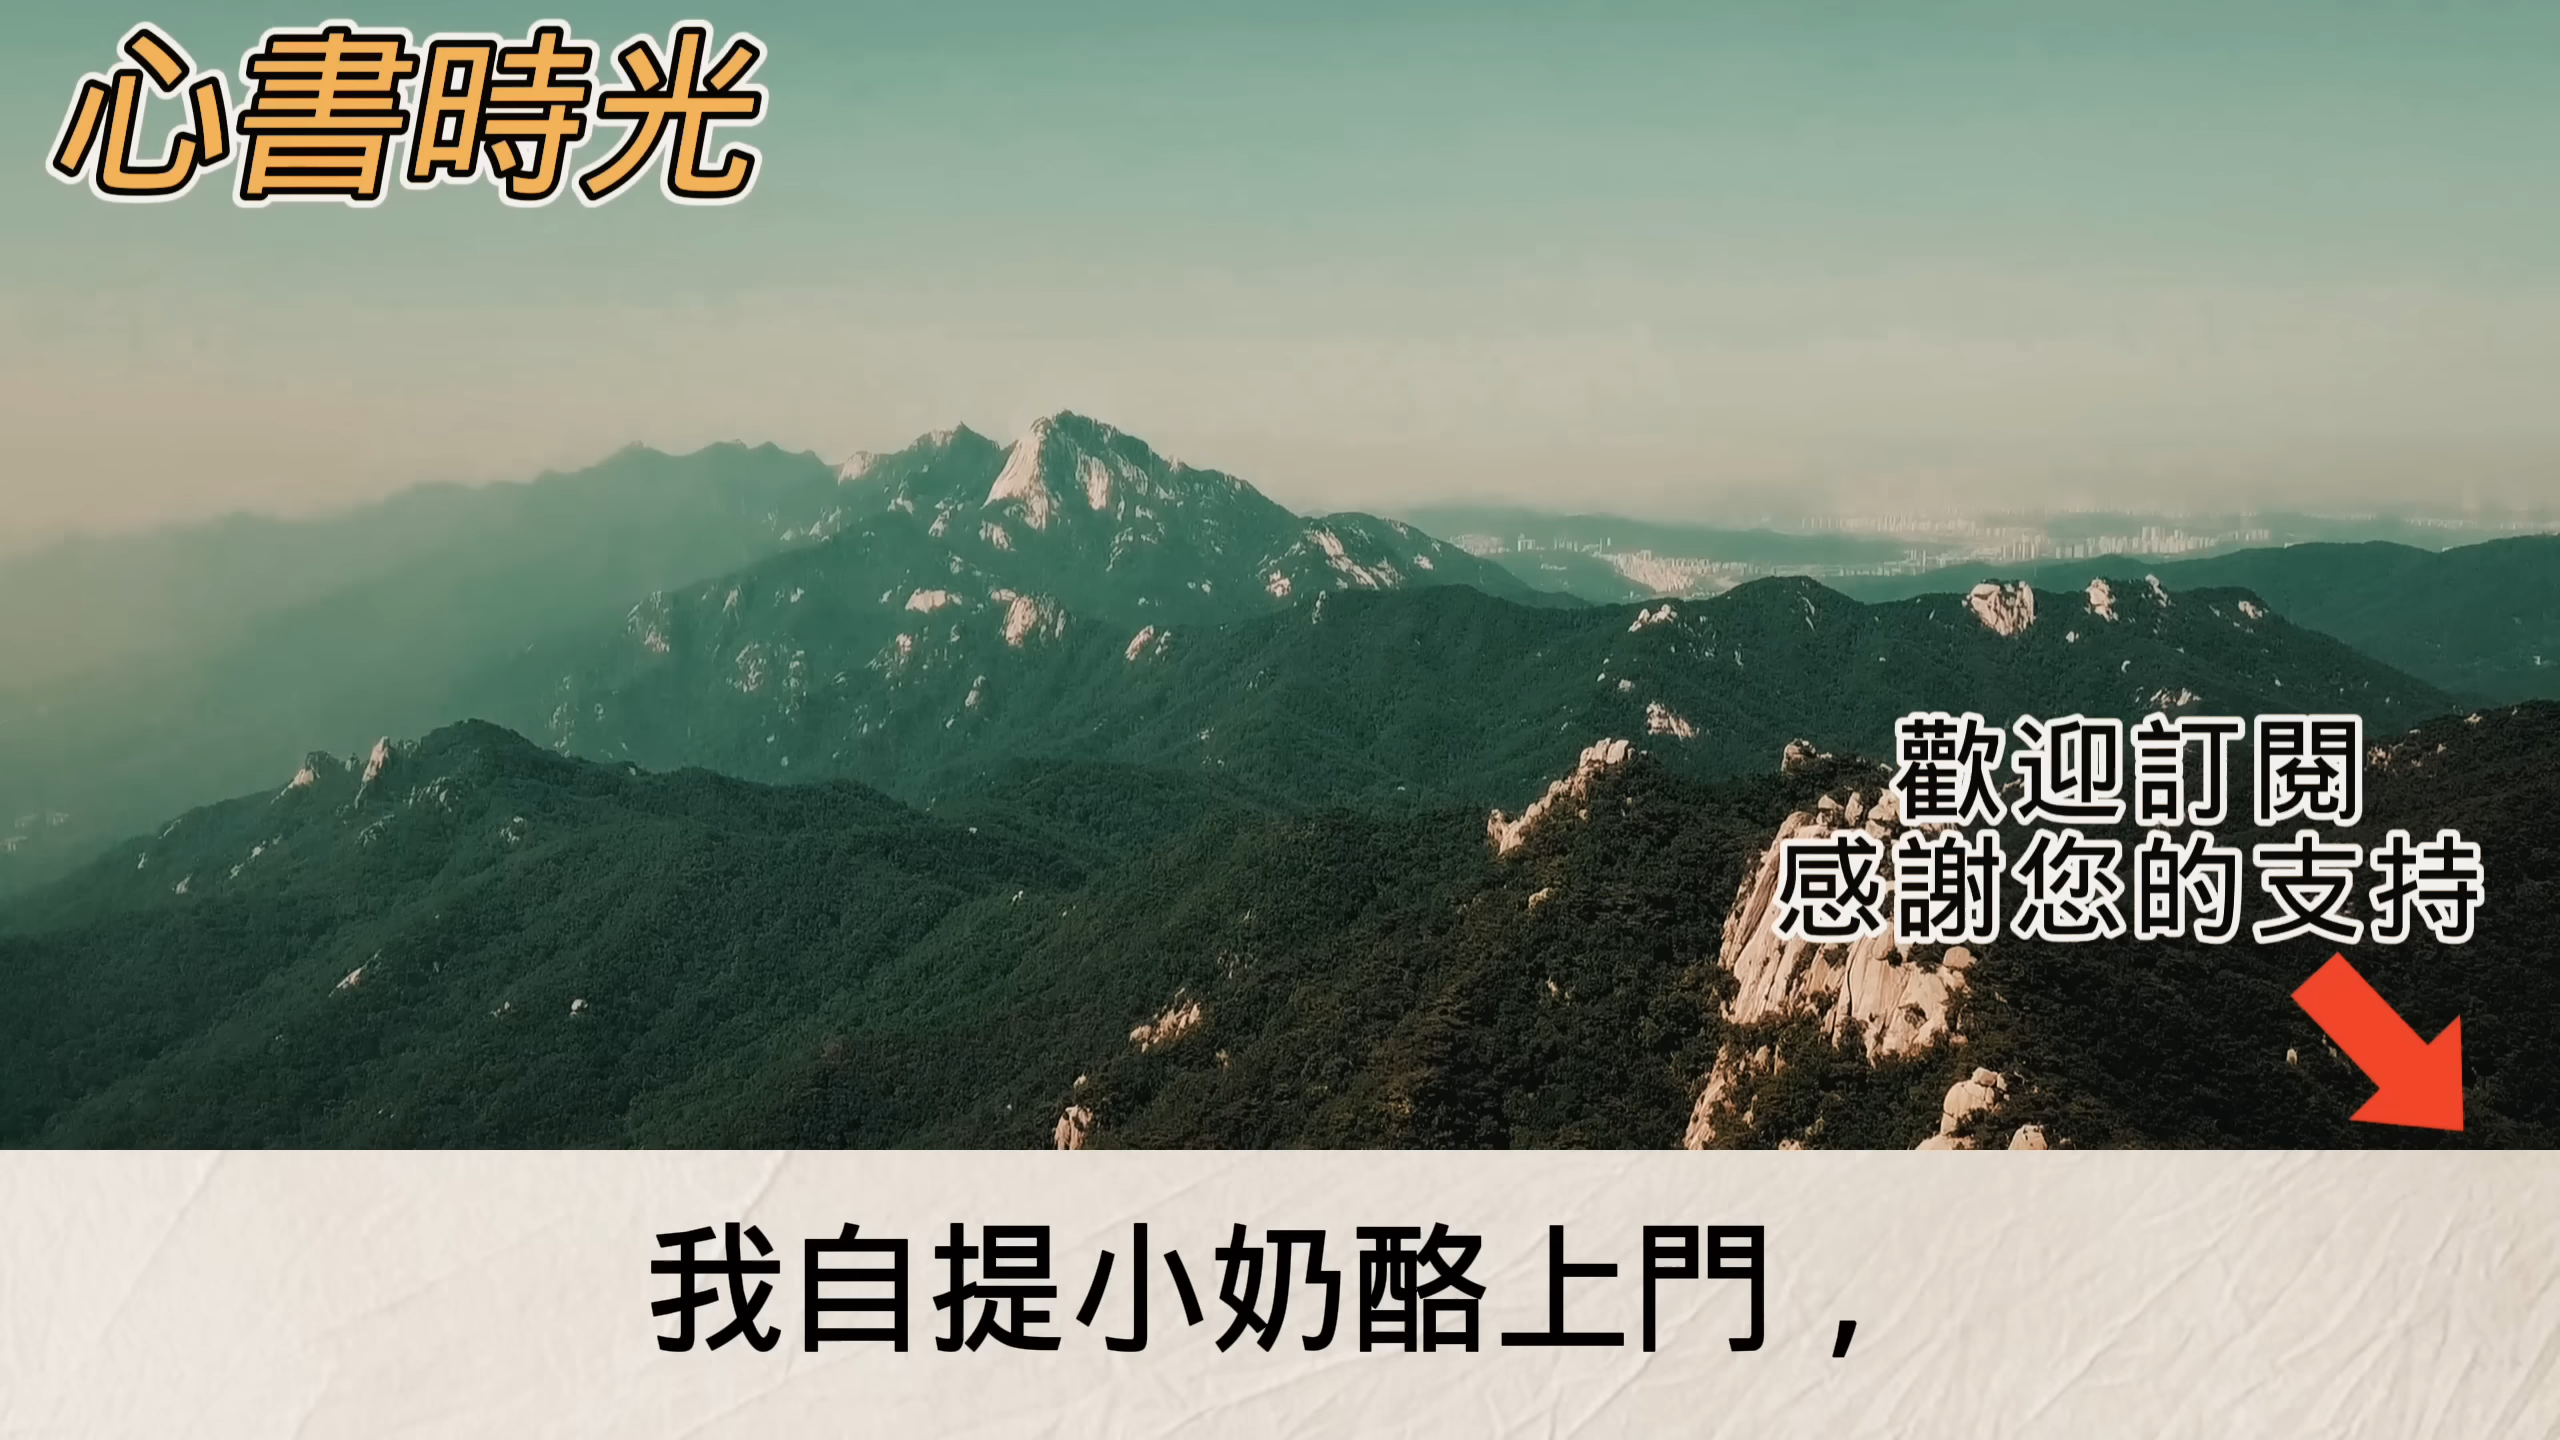 心書時光
歡迎訂閱
感謝您的支持
我自提小奶酪上門，